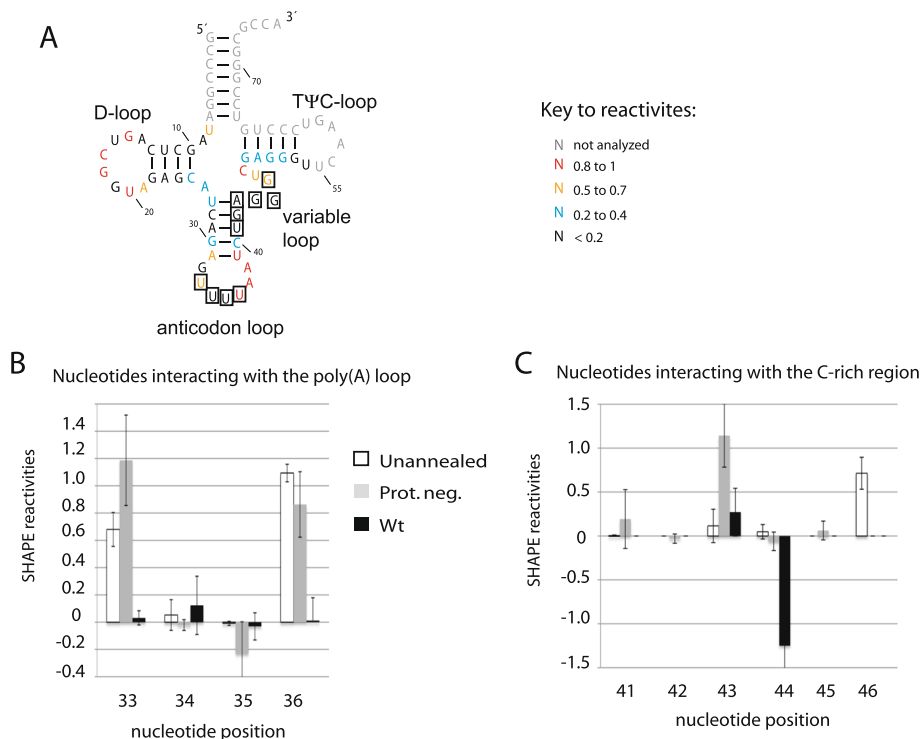 A
5´
3´
GCCA
G C
C G
C G
C G
G C
G C
A U
70
D-loop
TΨC-loop
10
U G A C U C G A
U
G U C C C U G A A
C
G
G U A G A G C A
20
C G A G G G U U C
55
U G
U A G G
C G
A U
30 G C 40
A U
G A
U U U U A
variable
loop
anticodon loop
Key to reactivites:
N not analyzed
N 0.8 to 1
N 0.5 to 0.7
N 0.2 to 0.4
N < 0.2
B
Nucleotides interacting with the poly(A) loop
SHAPE reactivities
1.4
1.2
1.0
0.8
0.6
0.4
0.2
0
-0.2
-0.4
33 34 35 36
nucleotide position
Unannealed
Prot. neg.
Wt
C
Nucleotides interacting with the C-rich region
SHAPE reactivities
1.5
1.0
0.5
0
-0.5
-1.0
-1.5
41 42 43 44 45 46
nucleotide position